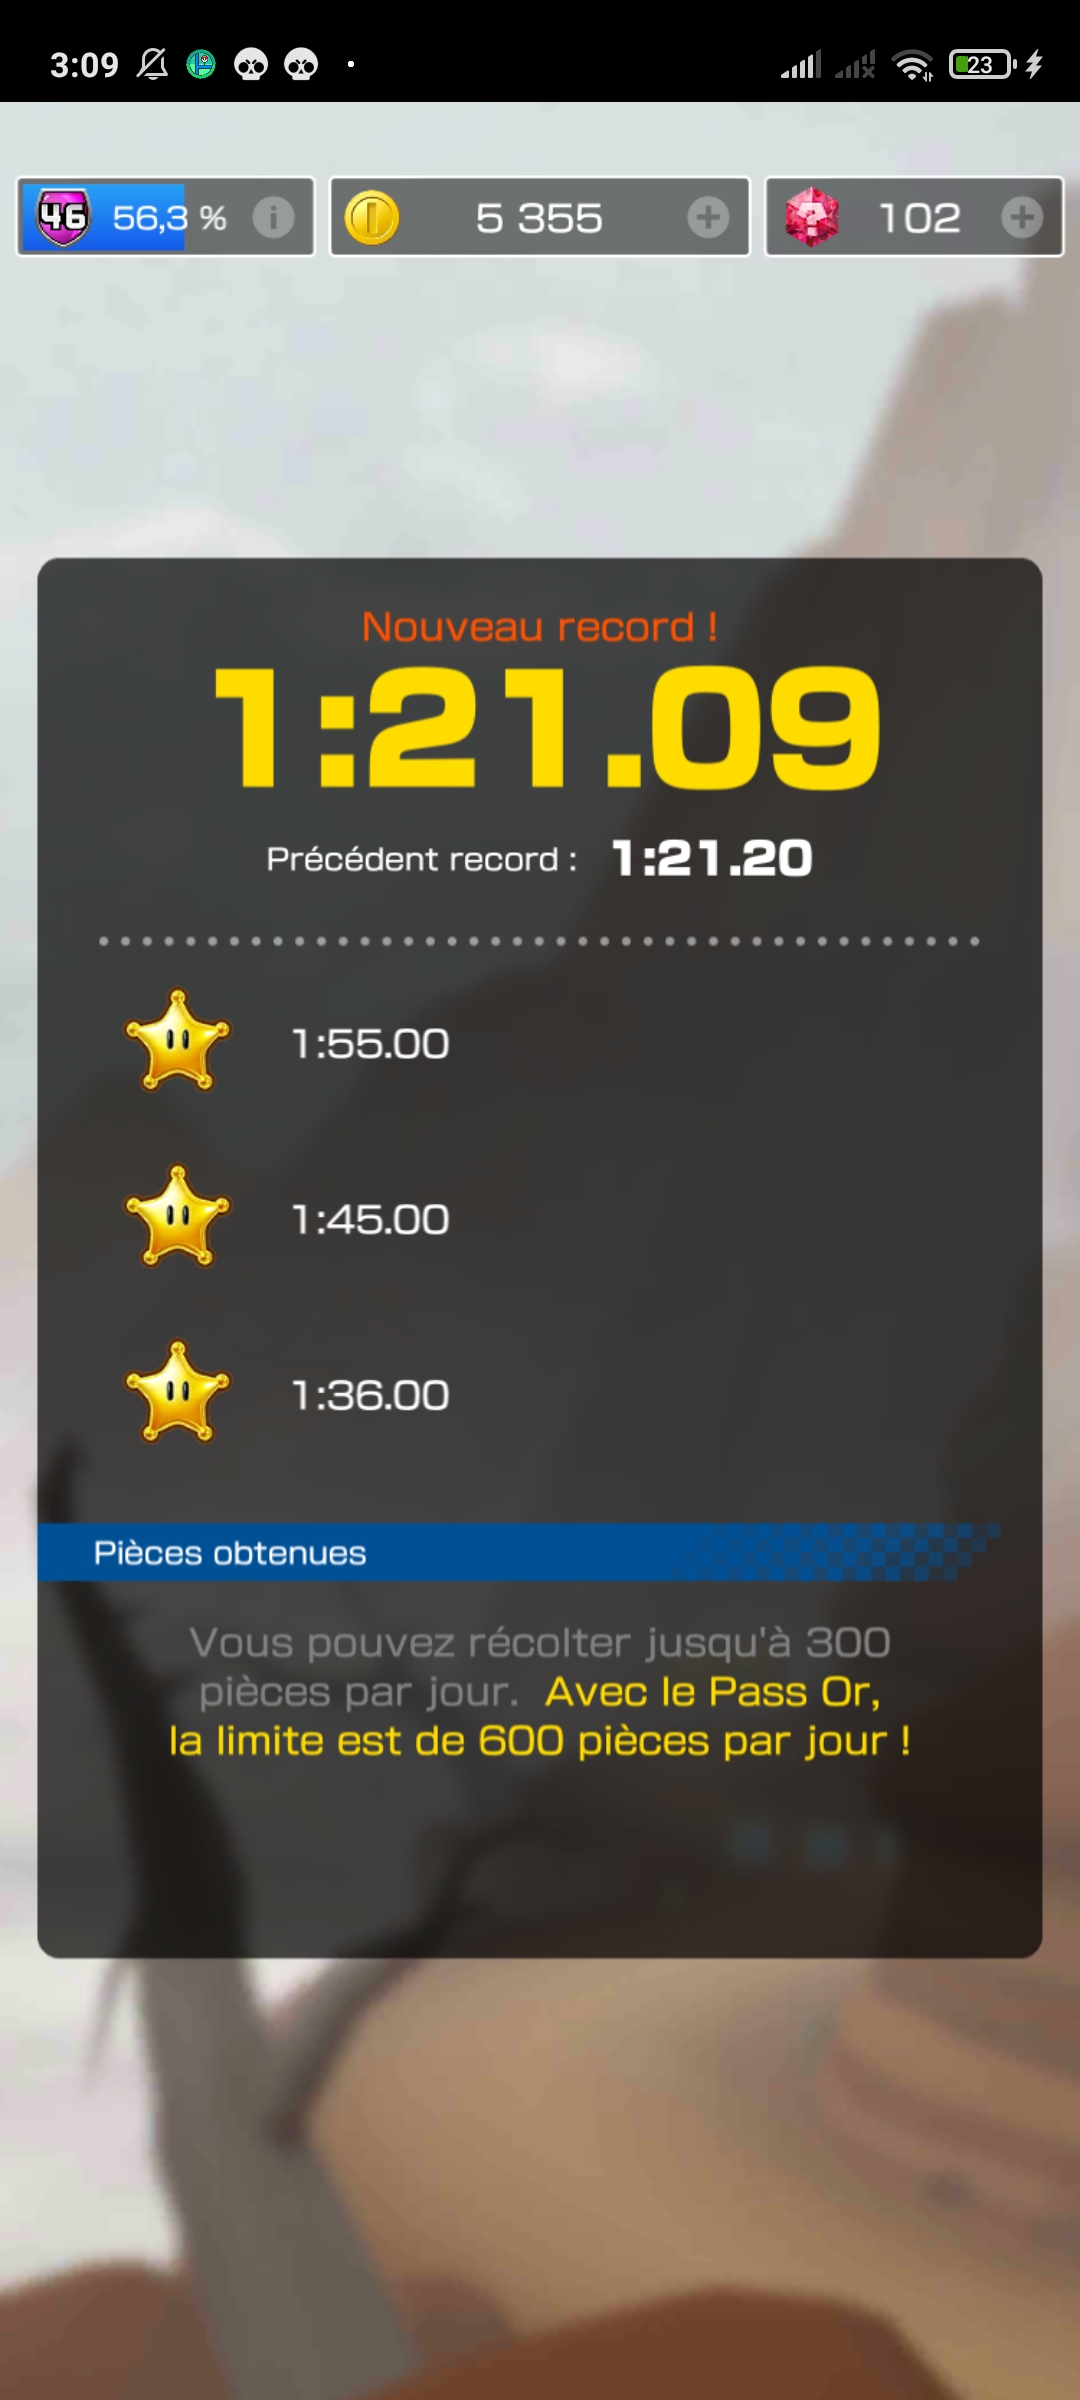 3:09
23
46 56,3 % i
5 355 +
102 +
Nouveau record !
1:21.09
Précédent record : 1:21.20
1:55.00
1:45.00
1:36.00
Pièces obtenues
Vous pouvez récolter jusqu'à 300
pièces par jour. Avec le Pass Or,
la limite est de 600 pièces par jour !